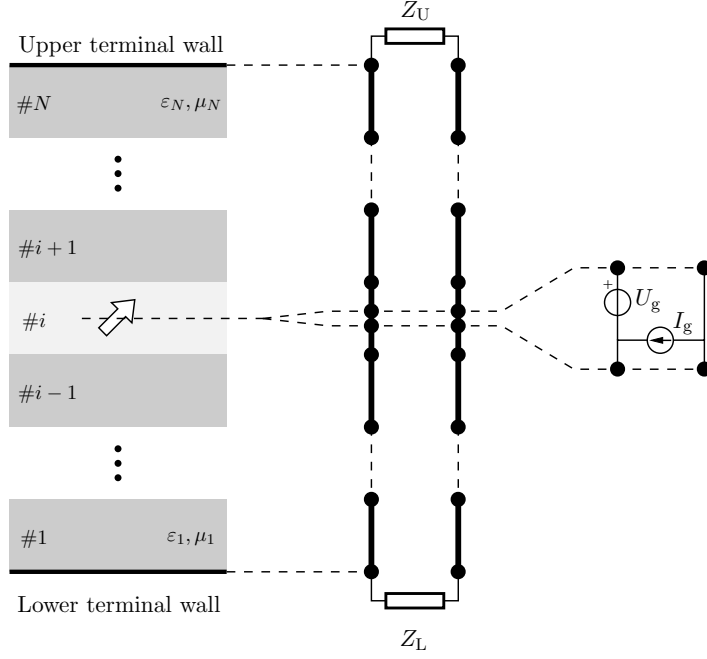 Z_U
Upper terminal wall
#N
ε_N, μ_N
#i + 1
#i
+
U_g
I_g
#i − 1
#1
ε_1, μ_1
Lower terminal wall
Z_L